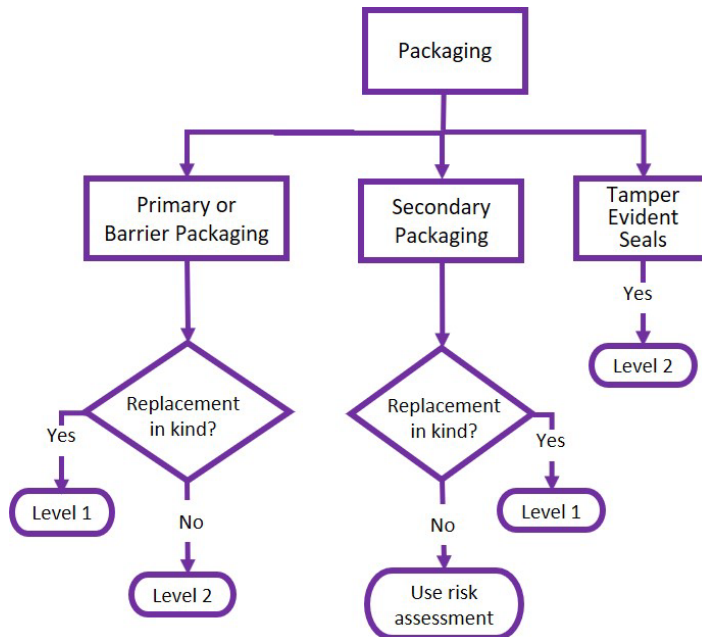 Packaging
Primary or
Barrier Packaging
Secondary
Packaging
Tamper
Evident
Seals
Yes
Level 2
Replacement
in kind?
Yes
Level 1
No
Level 2
Replacement
in kind?
Yes
Level 1
No
Use risk
assessment